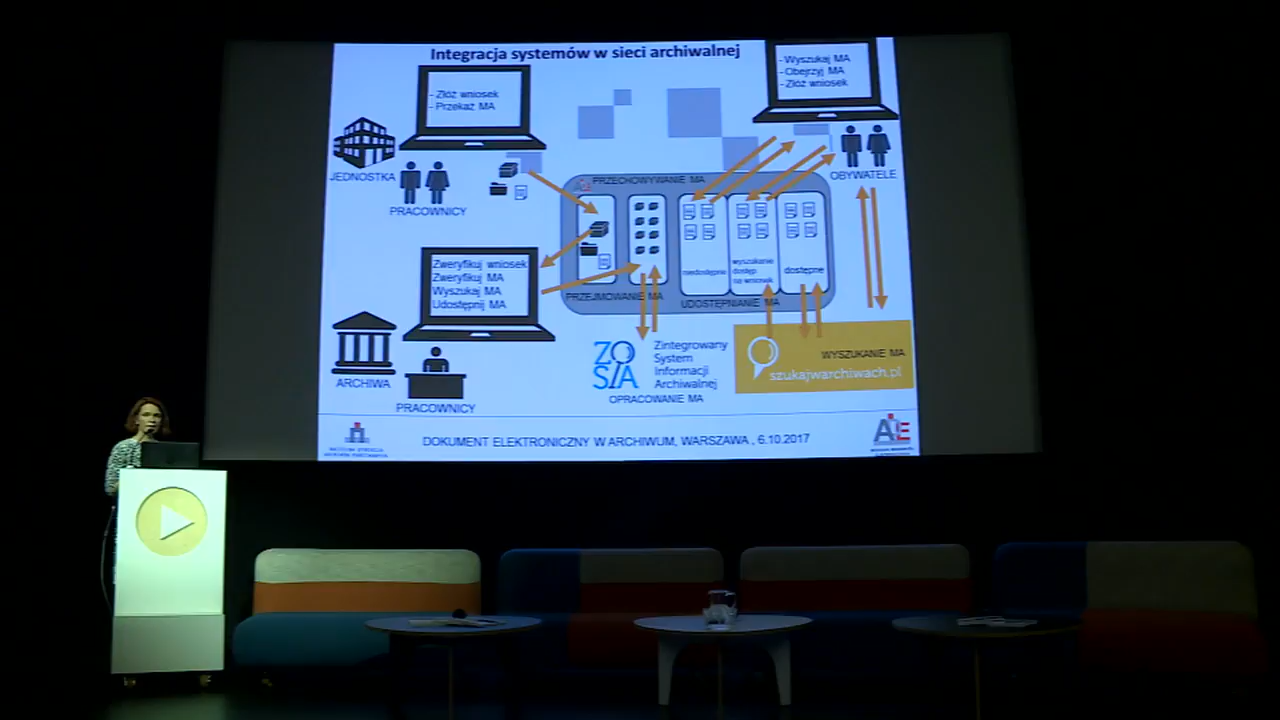 Integracja systemów w sieci archiwalnej
- Złóż wniosek
- Przekaż MA
- Wyszukaj MA
- Obejrzyj MA
- Złóż wniosek
JEDNOSTKA
PRACOWNICY
OBYWATELE
PRZECHOWYWANIE MA
Zweryfikuj wniosek
Zweryfikuj MA
Wyszukaj MA
Udostępnij MA
niedostępne
wyszukanie
dostęp
na wniosek
dostępne
PRZEJMOWANIE MA
UDOSTĘPNIANIE MA
ARCHIWA
PRACOWNICY
ZOSIA
Zintegrowany
System
Informacji
Archiwalnej
OPRACOWANIE MA
WYSZUKANIE MA
szukajwarchiwach.pl
DOKUMENT ELEKTRONICZNY W ARCHIWUM, WARSZAWA , 6.10.2017